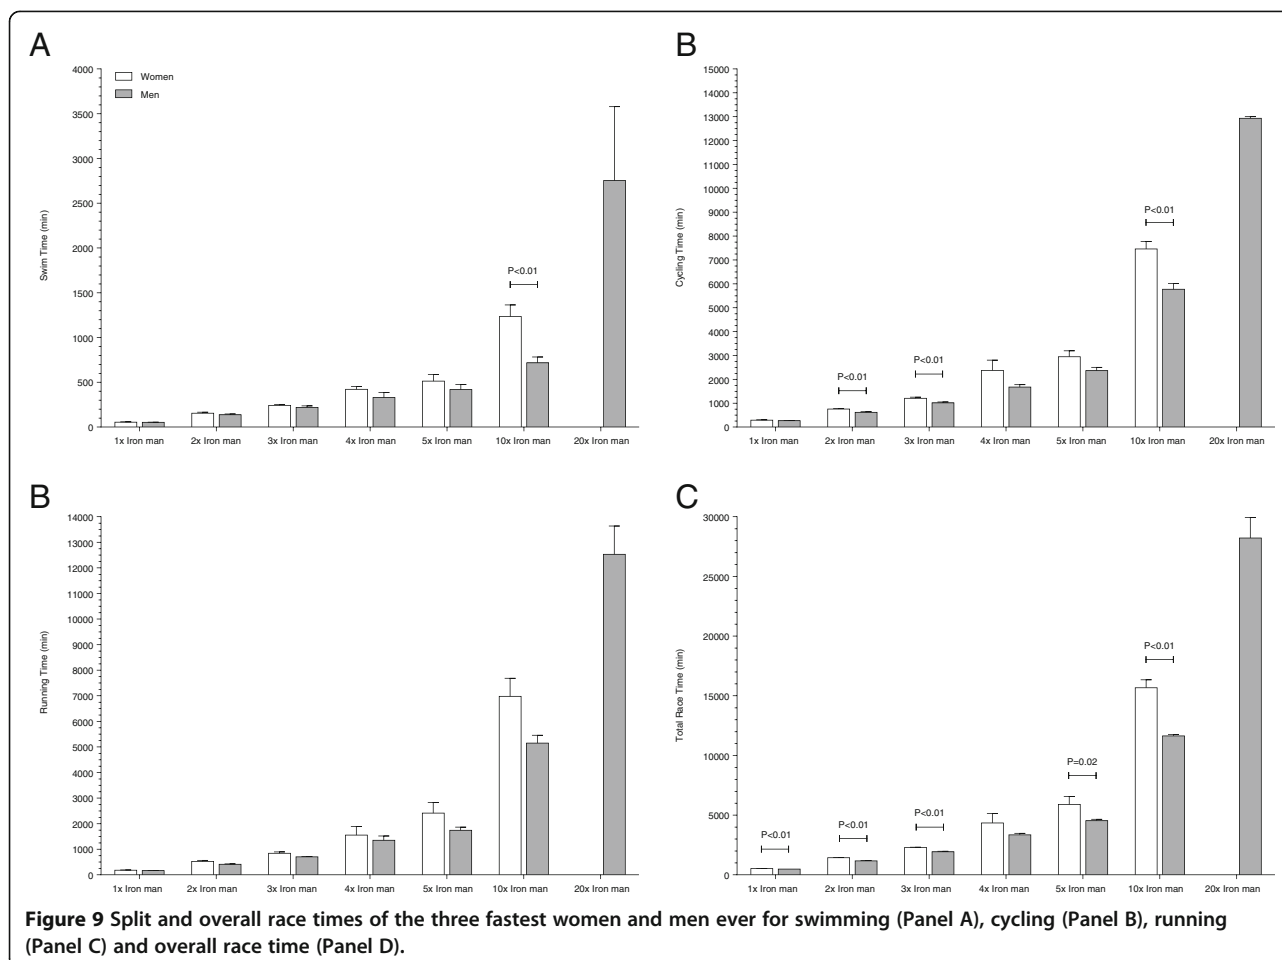 A
4000
3500
3000
2500
2000
1500
1000
500
0
Swim Time (min)
Women
Men
P<0.01
1x Iron man 2x Iron man 3x Iron man 4x Iron man 5x Iron man 10x Iron man 20x Iron man
B
15000
14000
13000
12000
11000
10000
9000
8000
7000
6000
5000
4000
3000
2000
1000
0
Cycling Time (min)
P<0.01
P<0.01
P<0.01
1x Iron man 2x Iron man 3x Iron man 4x Iron man 5x Iron man 10x Iron man 20x Iron man
B
14000
13000
12000
11000
10000
9000
8000
7000
6000
5000
4000
3000
2000
1000
0
Running Time (min)
1x Iron man 2x Iron man 3x Iron man 4x Iron man 5x Iron man 10x Iron man 20x Iron man
C
30000
25000
20000
15000
10000
5000
0
Total Race Time (min)
P<0.01
P<0.01
P<0.01
P=0.02
P<0.01
1x Iron man 2x Iron man 3x Iron man 4x Iron man 5x Iron man 10x Iron man 20x Iron man
Figure 9 Split and overall race times of the three fastest women and men ever for swimming (Panel A), cycling (Panel B), running
(Panel C) and overall race time (Panel D).